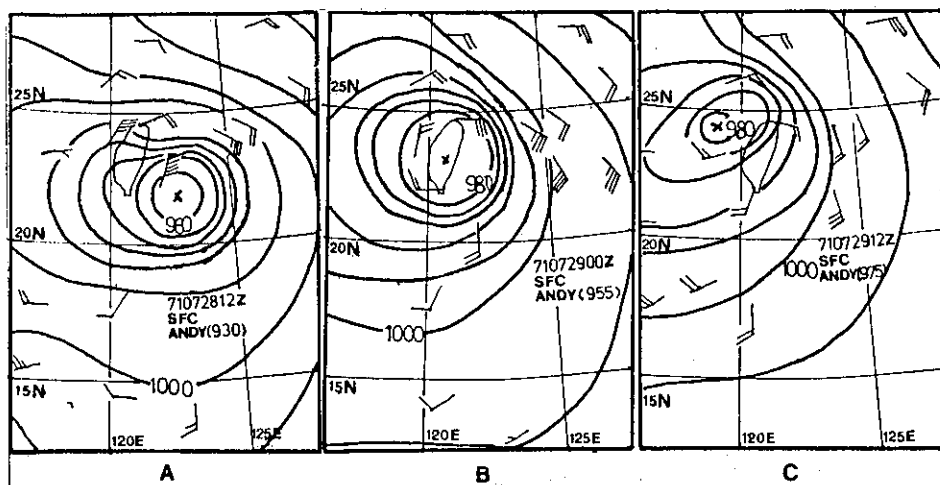 25N
980
20N
71072812Z
SFC
ANDY(930)
1000
15N
120E
125E
A
25N
980
20N
71072900Z
SFC
ANDY(955)
1000
15N
120E
125E
B
25N
980
20N
71072912Z
SFC
ANDY(975)
1000
15N
120E
125E
C